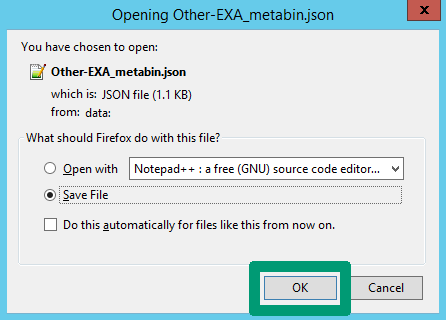 Opening Other-EXA_metabin.json
x
You have chosen to open:
Other-EXA_metabin.json
which is: JSON file (1.1 KB)
from: data:
What should Firefox do with this file?
Open with Notepad++ : a free (GNU) source code editor...
Save File
Do this automatically for files like this from now on.
OK Cancel